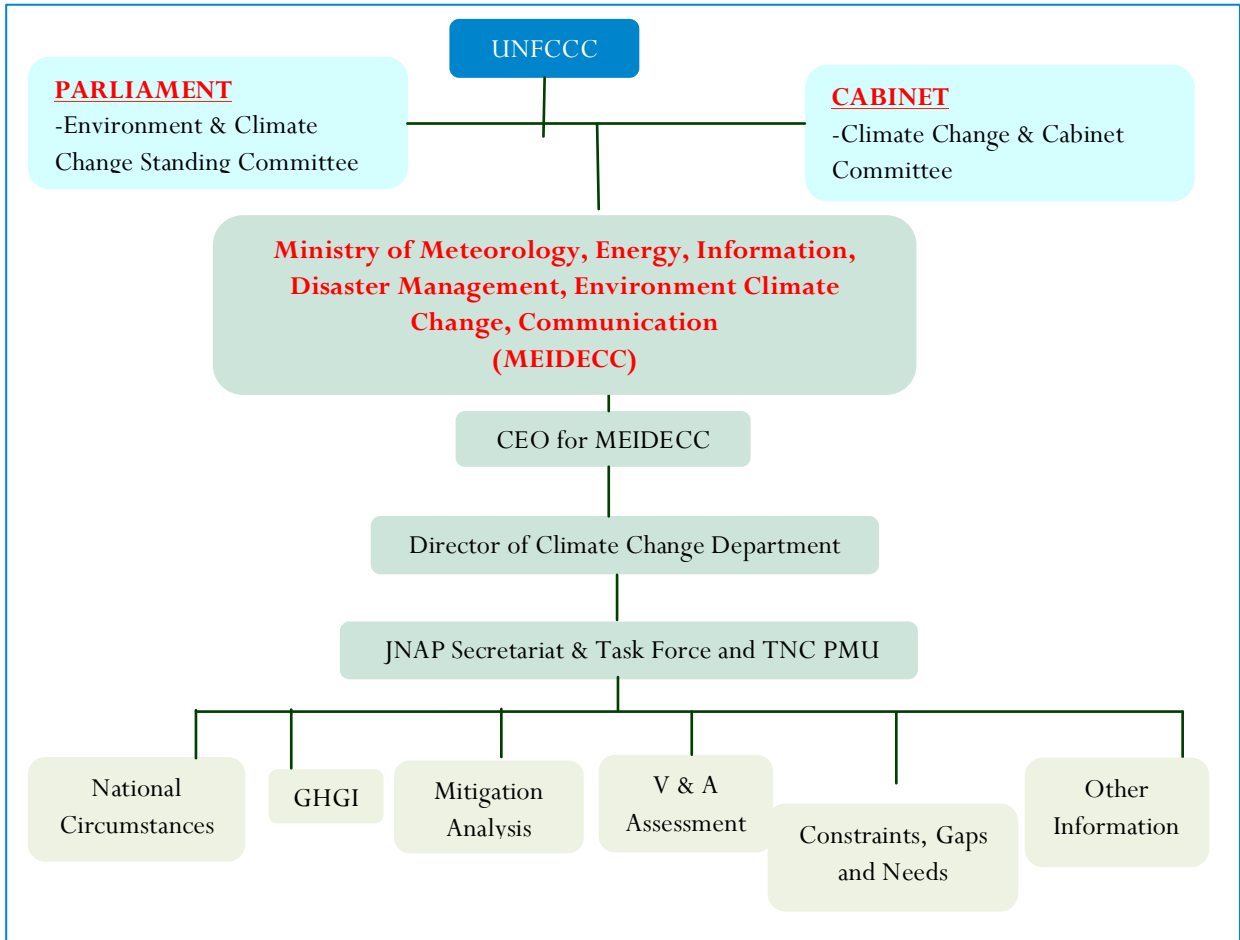 UNFCCC
PARLIAMENT
-Environment & Climate
Change Standing Committee
CABINET
-Climate Change & Cabinet
Committee
Ministry of Meteorology, Energy, Information,
Disaster Management, Environment Climate
Change, Communication
(MEIDECC)
CEO for MEIDECC
Director of Climate Change Department
JNAP Secretariat & Task Force and TNC PMU
National
Circumstances
GHGI
Mitigation
Analysis
V & A
Assessment
Constraints, Gaps
and Needs
Other
Information